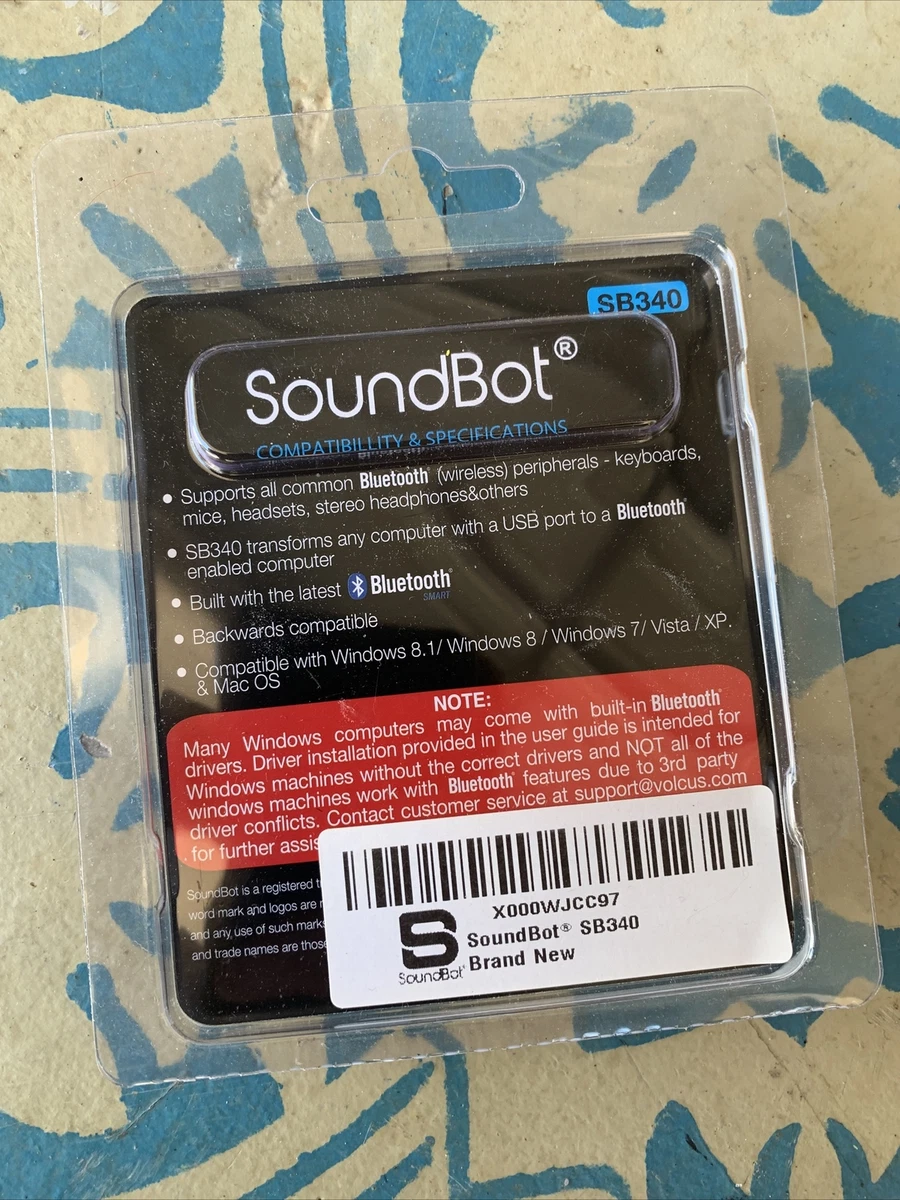 SB340
SoundBot®
COMPATIBILLITY & SPECIFICATIONS
• Supports all common Bluetooth® (wireless) peripherals - keyboards,
mice, headsets, stereo headphones&others
• SB340 transforms any computer with a USB port to a Bluetooth®
enabled computer
• Built with the latest Bluetooth®
SMART
• Backwards compatible
• Compatible with Windows 8.1/ Windows 8 / Windows 7/ Vista / XP.
& Mac OS
NOTE:
Many Windows computers may come with built-in Bluetooth®
drivers. Driver installation provided in the user guide is intended for
Windows machines without the correct drivers and NOT all of the
windows machines work with Bluetooth® features due to 3rd party
driver conflicts. Contact customer service at support@volcus.com
for further
SoundBot is a registered
word mark and logos are
and any use of such
and trade names are
X000WJCC97
SoundBot® SB340
Brand New
S
SoundBot®